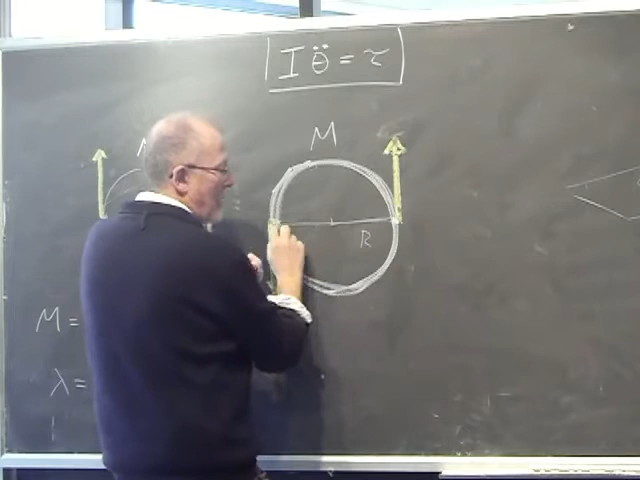 I θ̈ = τ
M
R
M =
λ =